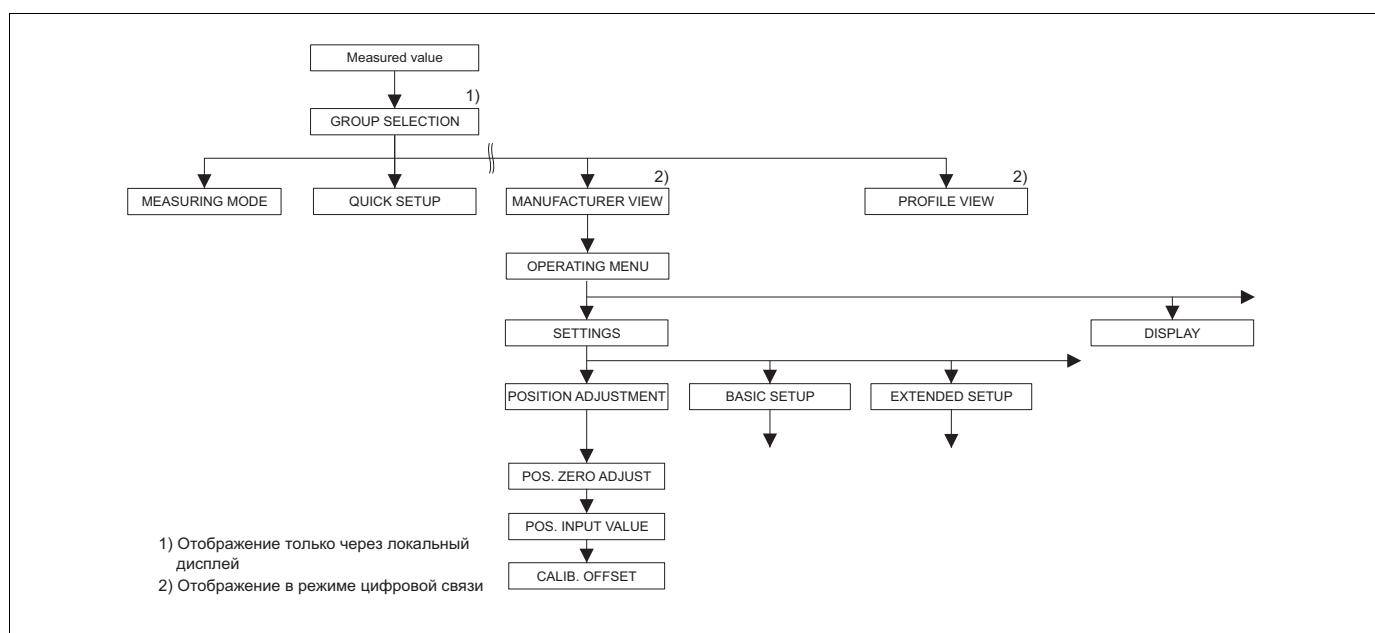 Measured value
1)
GROUP SELECTION
2)
2)
MEASURING MODE
QUICK SETUP
MANUFACTURER VIEW
PROFILE VIEW
OPERATING MENU
SETTINGS
DISPLAY
POSITION ADJUSTMENT
BASIC SETUP
EXTENDED SETUP
POS. ZERO ADJUST
POS. INPUT VALUE
CALIB. OFFSET
1) Отображение только через локальный
дисплей
2) Отображение в режиме цифровой связи